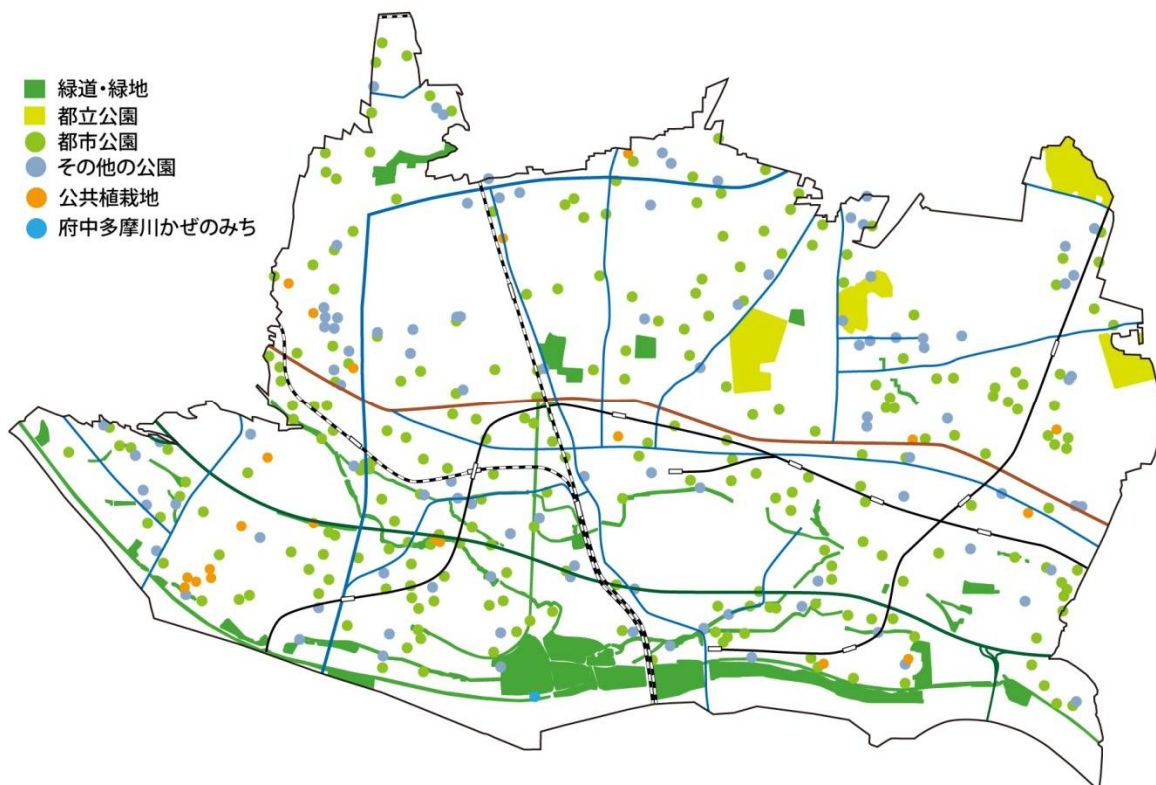 緑道・緑地
都立公園
都市公園
その他の公園
公共植栽地
府中多摩川かぜのみち